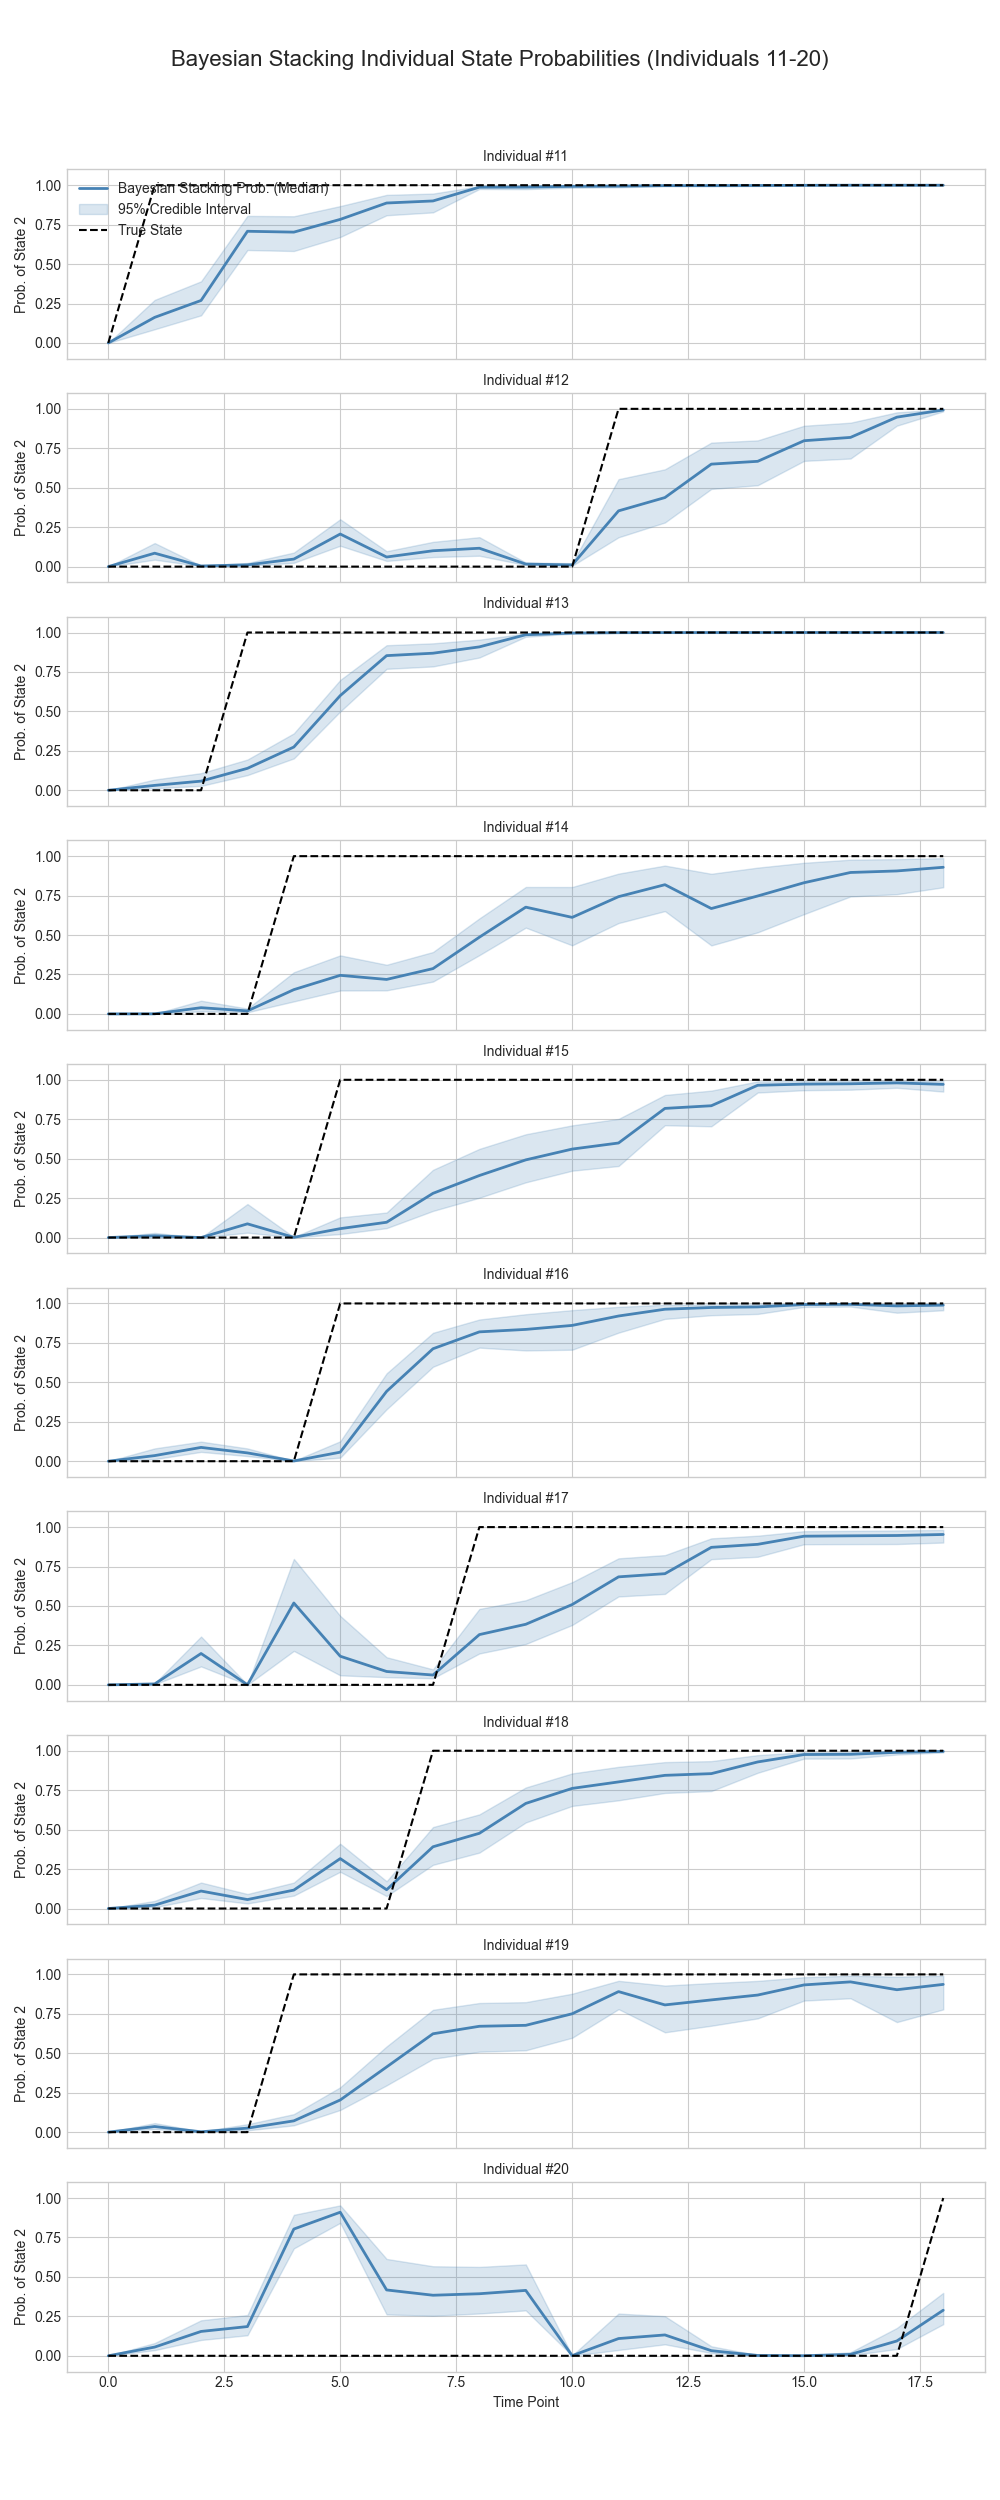 Bayesian Stacking Individual State Probabilities (Individuals 11-20)
Individual #11
Bayesian Stacking Prob. (Median)
95% Credible Interval
True State
Prob. of State 2
1.00
0.75
0.50
0.25
0.00
Individual #12
Prob. of State 2
1.00
0.75
0.50
0.25
0.00
Individual #13
Prob. of State 2
1.00
0.75
0.50
0.25
0.00
Individual #14
Prob. of State 2
1.00
0.75
0.50
0.25
0.00
Individual #15
Prob. of State 2
1.00
0.75
0.50
0.25
0.00
Individual #16
Prob. of State 2
1.00
0.75
0.50
0.25
0.00
Individual #17
Prob. of State 2
1.00
0.75
0.50
0.25
0.00
Individual #18
Prob. of State 2
1.00
0.75
0.50
0.25
0.00
Individual #19
Prob. of State 2
1.00
0.75
0.50
0.25
0.00
Individual #20
Prob. of State 2
1.00
0.75
0.50
0.25
0.00
0.0 2.5 5.0 7.5 10.0 12.5 15.0 17.5
Time Point